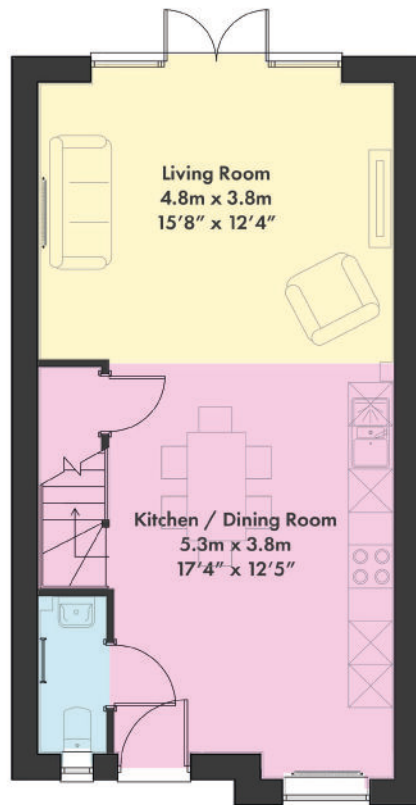 Living Room
4.8m x 3.8m
15’8” x 12’4”
Kitchen / Dining Room
5.3m x 3.8m
17’4” x 12’5”